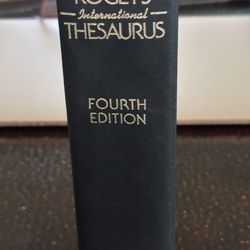 ROGET'S
International
THESAURUS
FOURTH
EDITION